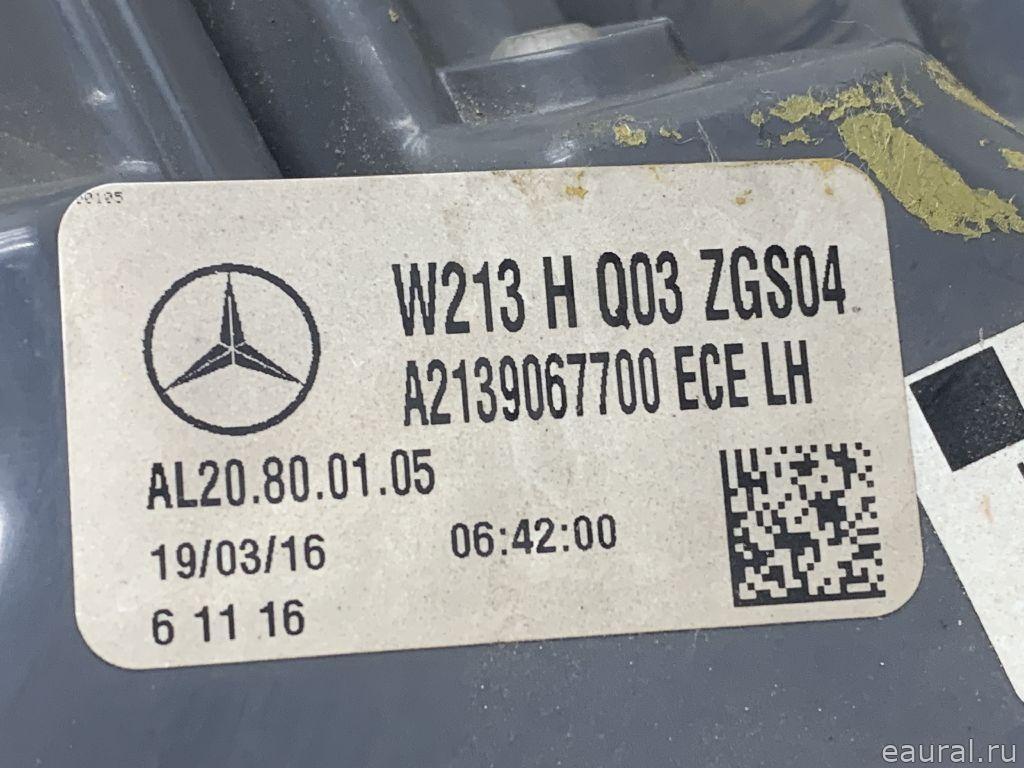 W213 H Q03 ZGS04
A2139067700 ECE LH
AL20.80.01.05
19/03/16 06:42:00
6 11 16
eaural.ru